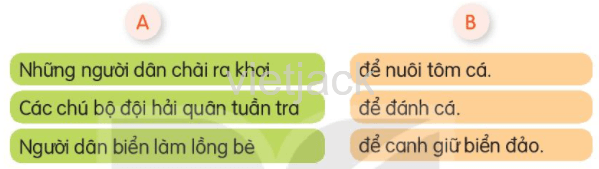 A B
Những người dân chài ra khơi để nuôi tôm cá.
Các chú bộ đội hải quân tuần tra để đánh cá.
Người dân biển làm lồng bè để canh giữ biển đảo.
vietjack